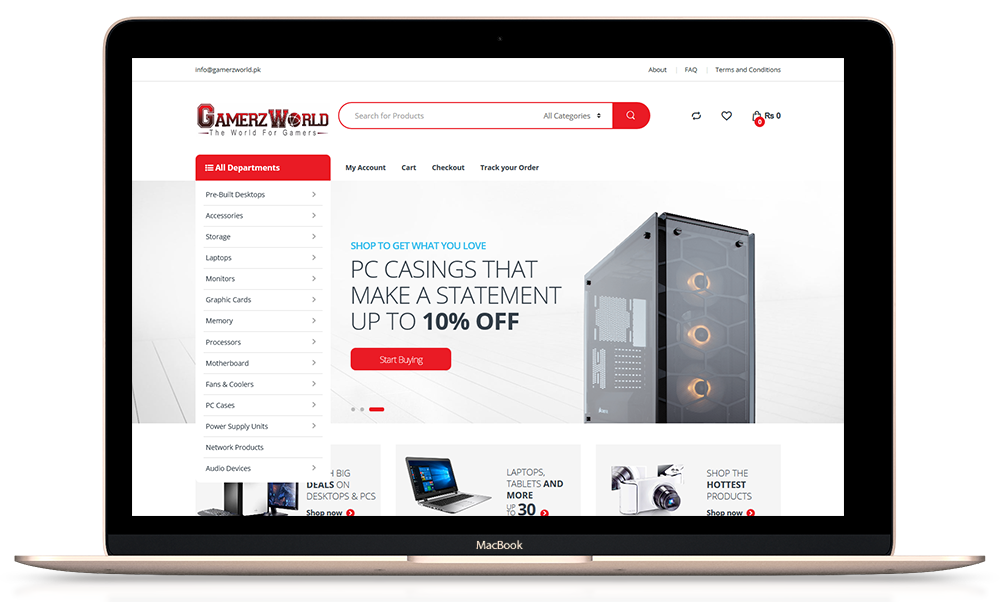 info@gamerzworld.pk
About
FAQ
Terms and Conditions
GAMERZWORLD
The World For Gamers
Search for Products
All Categories
0
Rs 0
All Departments
My Account
Cart
Checkout
Track your Order
Pre-Built Desktops
Accessories
Storage
Laptops
Monitors
Graphic Cards
Memory
Processors
Motherboard
Fans & Coolers
PC Cases
Power Supply Units
Network Products
Audio Devices
SHOP TO GET WHAT YOU LOVE
PC CASINGS THAT
MAKE A STATEMENT
UP TO 10% OFF
Start Buying
BIG
DEALS ON
DESKTOPS & PCS
Shop now
LAPTOPS,
TABLETS AND
MORE
UP TO 30
SHOP THE
HOTTEST
PRODUCTS
Shop now
MacBook